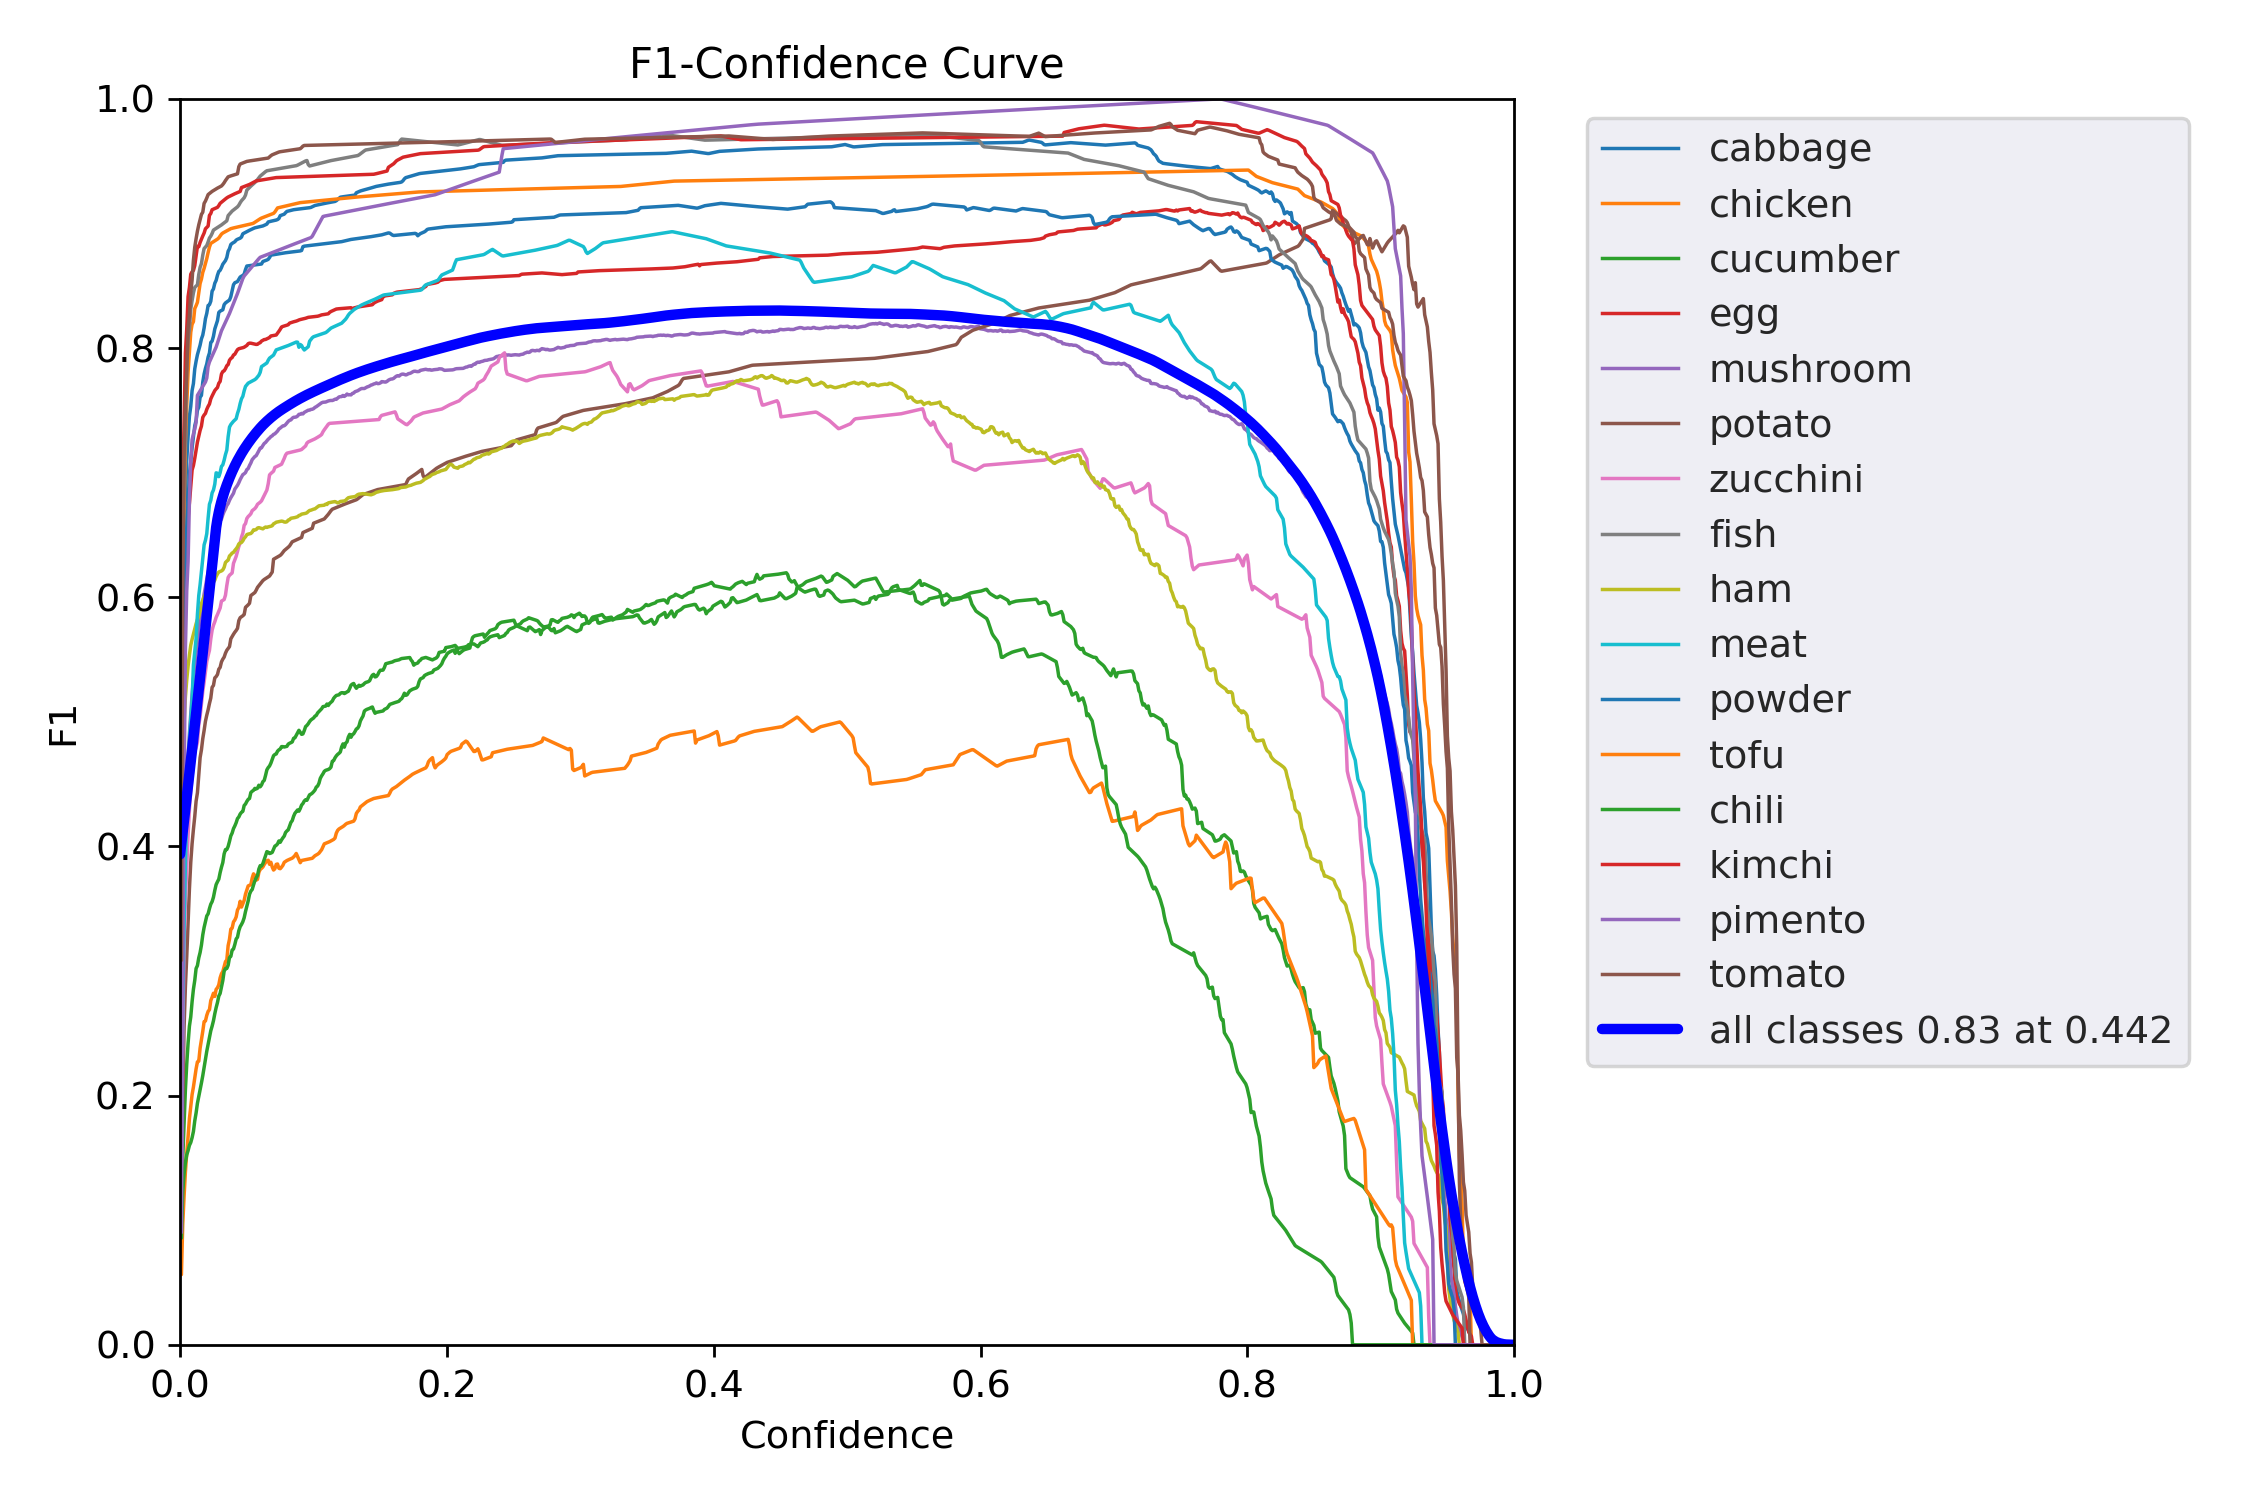 F1-Confidence Curve
1.0
0.8
0.6
0.4
0.2
0.0
F1
0.0 0.2 0.4 0.6 0.8 1.0
Confidence
cabbage
chicken
cucumber
egg
mushroom
potato
zucchini
fish
ham
meat
powder
tofu
chili
kimchi
pimento
tomato
all classes 0.83 at 0.442